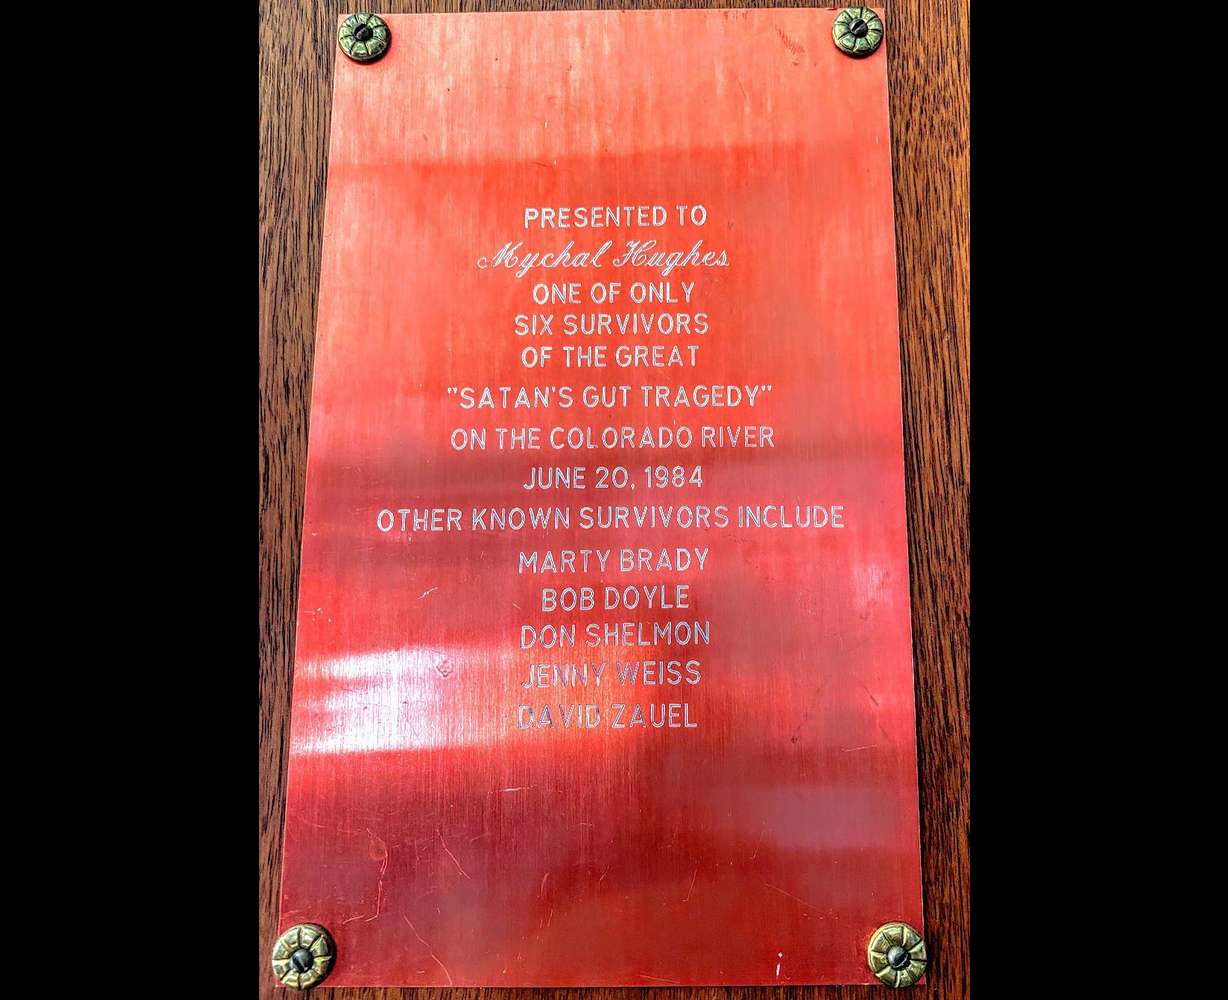 PRESENTED TO
Mychal Hughes
ONE OF ONLY
SIX SURVIVORS
OF THE GREAT
"SATAN'S GUT TRAGEDY"
ON THE COLORADO RIVER
JUNE 20, 1984
OTHER KNOWN SURVIVORS INCLUDE
MARTY BRADY
BOB DOYLE
DON SHELMON
JENNY WEISS
DAVID ZAUEL